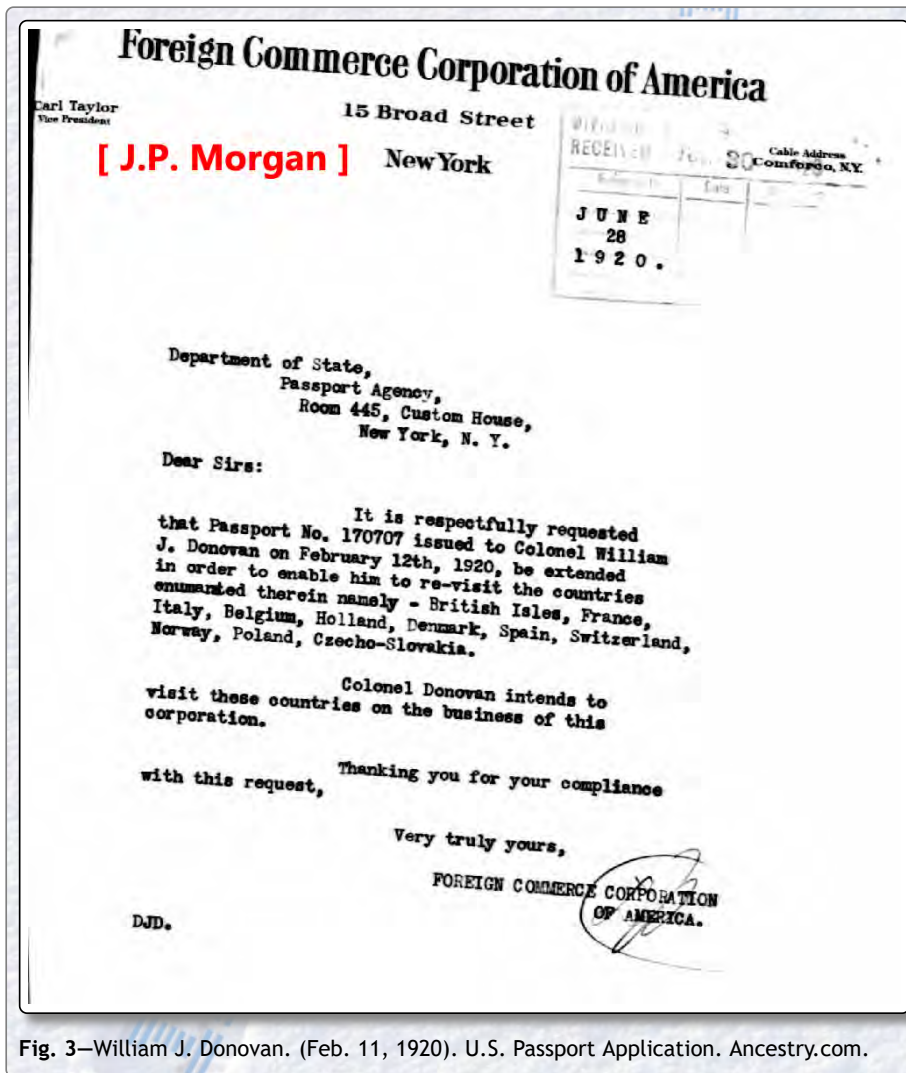 Foreign Commerce Corporation of America
Carl Taylor
Vice President
15 Broad Street
[ J.P. Morgan ]
New York
RECEIVED
Cable Address
Comforco, N.Y.
Date
JUNE
28
1920.
Department of State,
Passport Agency,
Room 445, Custom House,
New York, N. Y.
Dear Sirs:
It is respectfully requested
that Passport No. 170707 issued to Colonel William
J. Donovan on February 12th, 1920, be extended
in order to enable him to re-visit the countries
enumanted therein namely - British Isles, France,
Italy, Belgium, Holland, Denmark, Spain, Switzerland,
Norway, Poland, Czecho-Slovakia.
Colonel Donovan intends to
visit these countries on the business of this
corporation.
Thanking you for your compliance
with this request,
Very truly yours,
FOREIGN COMMERCE CORPORATION
OF AMERICA.
DJD.
Fig. 3—William J. Donovan. (Feb. 11, 1920). U.S. Passport Application. Ancestry.com.